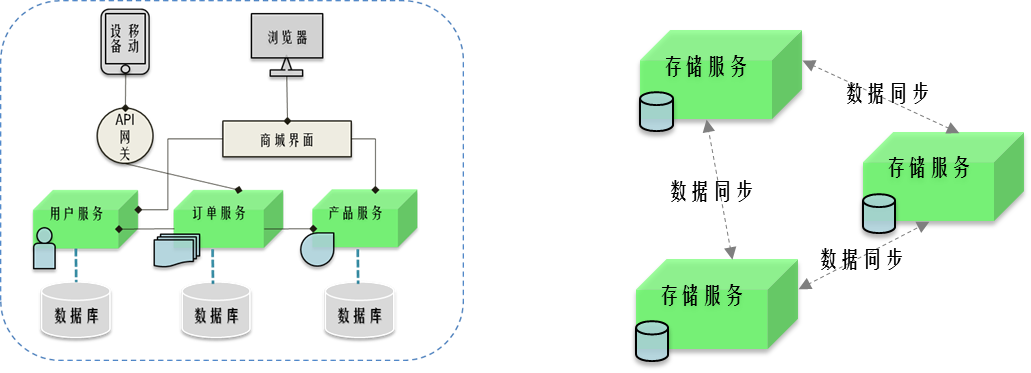 设备
移动
浏览器
API
网
关
商城界面
用户服务
订单服务
产品服务
数据库
数据库
数据库
存储服务
数据同步
存储服务
数据同步
数据同步
存储服务